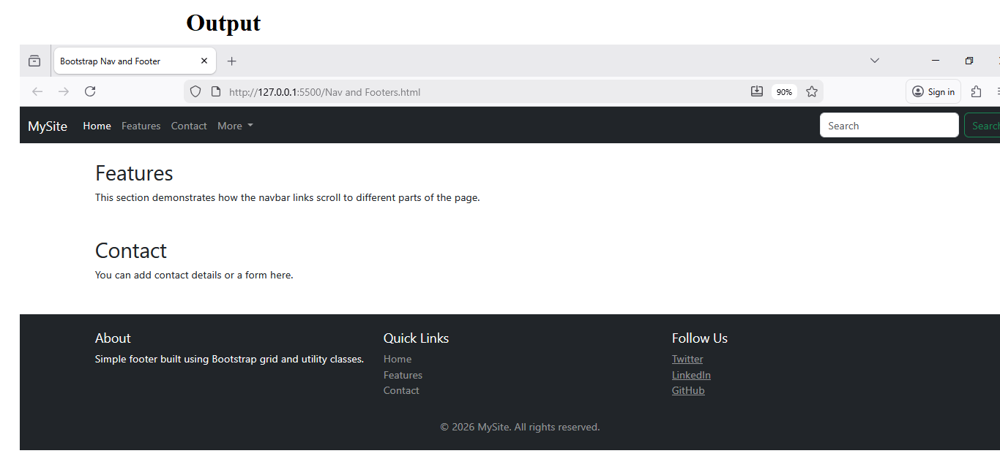 Output
Bootstrap Nav and Footer
http://127.0.0.1:5500/Nav and Footers.html 90% Sign in
MySite Home Features Contact More Search Search
Features
This section demonstrates how the navbar links scroll to different parts of the page.
Contact
You can add contact details or a form here.
About
Simple footer built using Bootstrap grid and utility classes.
Quick Links
Home
Features
Contact
Follow Us
Twitter
LinkedIn
GitHub
© 2026 MySite. All rights reserved.